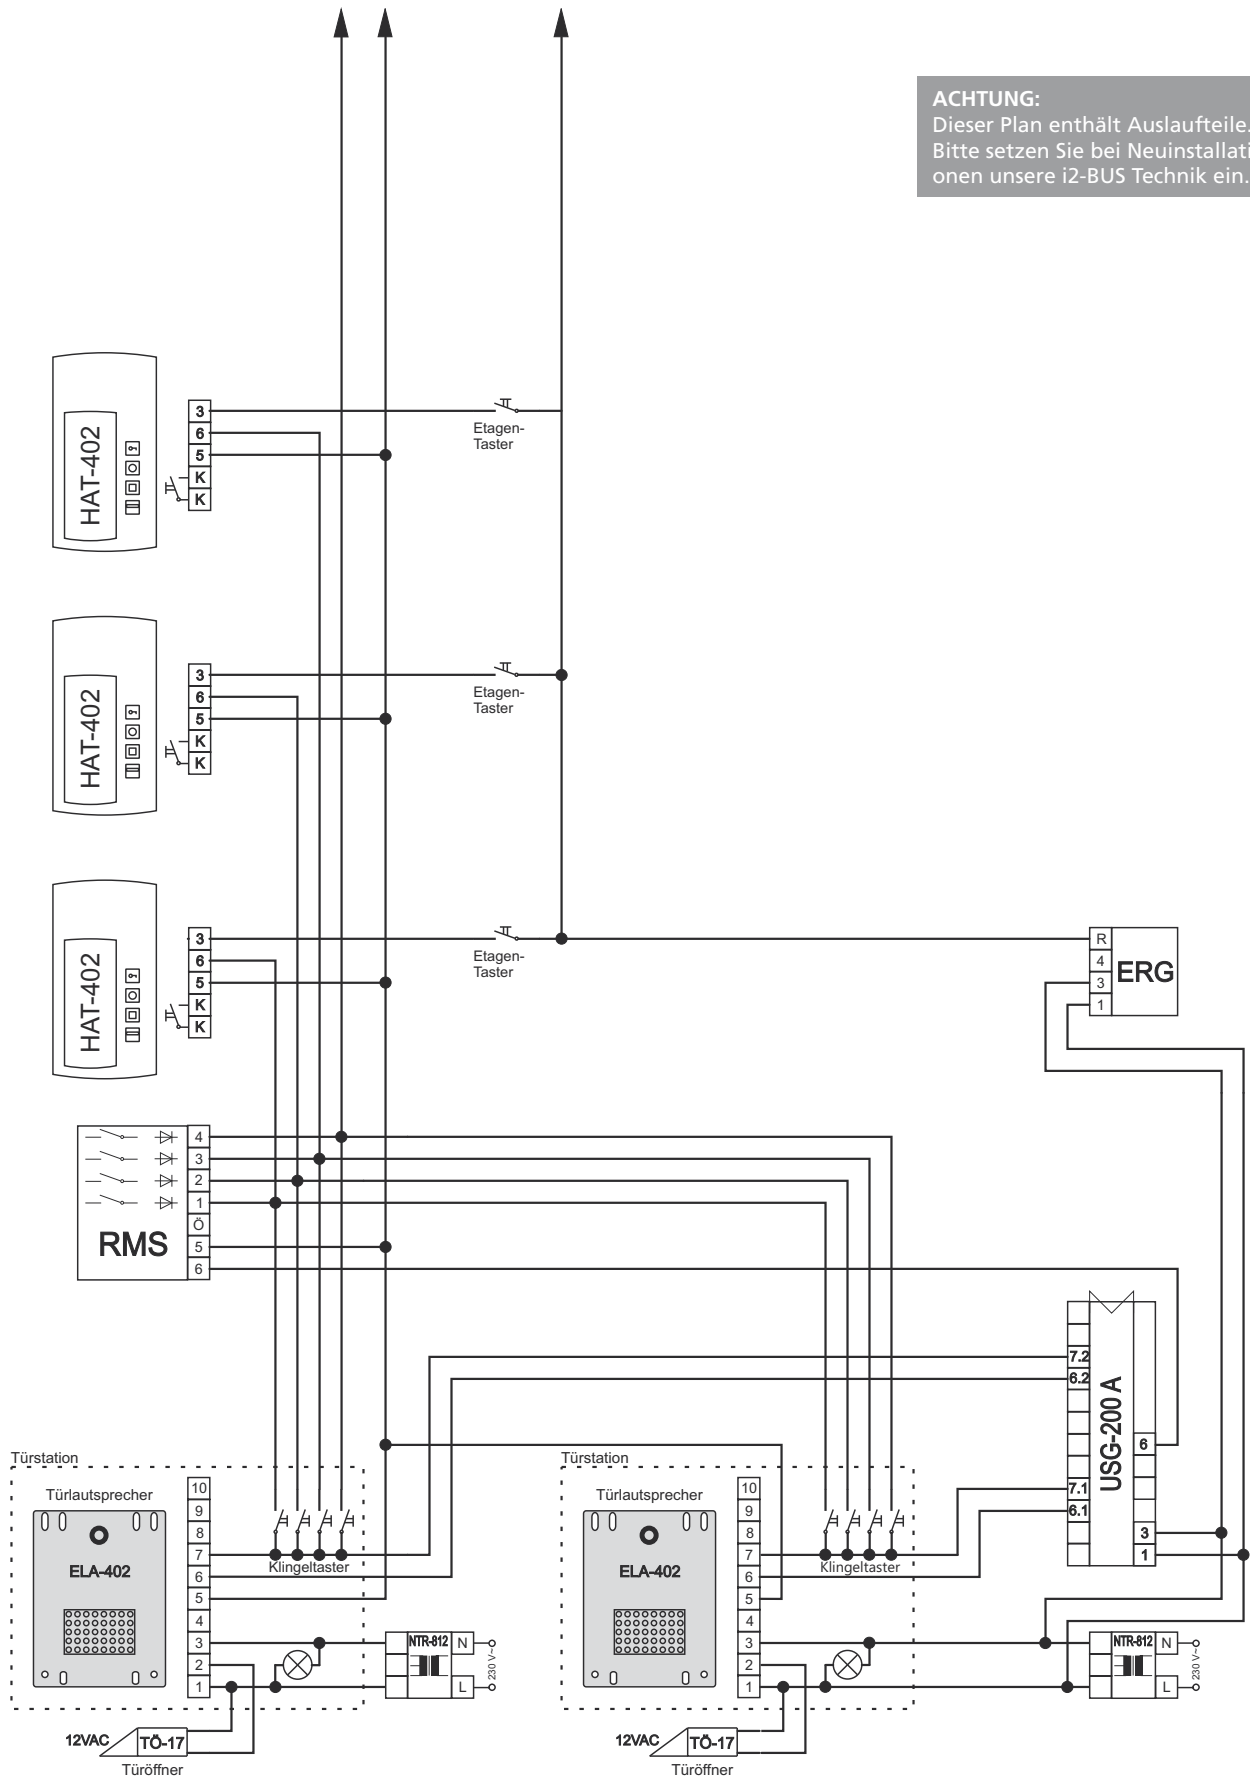 ACHTUNG:
Dieser Plan enthält Auslaufteile.
Bitte setzen Sie bei Neuinstallati
onen unsere i2-BUS Technik ein.
HAT-402
3
6
5
K
K
Etagen-
Taster
HAT-402
3
6
5
K
K
Etagen-
Taster
HAT-402
3
6
5
K
K
Etagen-
Taster
R
4
3
1
ERG
RMS
4
3
2
1
Ö
5
6
7.2
6.2
7.1
6.1
USG-200 A
6
3
1
Türstation
Türlautsprecher
ELA-402
10
9
8
7
6
5
4
3
2
1
Klingeltaster
NTR-812
N
L
230 V~
12VAC
TÖ-17
Türöffner
Türstation
Türlautsprecher
ELA-402
10
9
8
7
6
5
4
3
2
1
Klingeltaster
NTR-812
N
L
230 V~
12VAC
TÖ-17
Türöffner